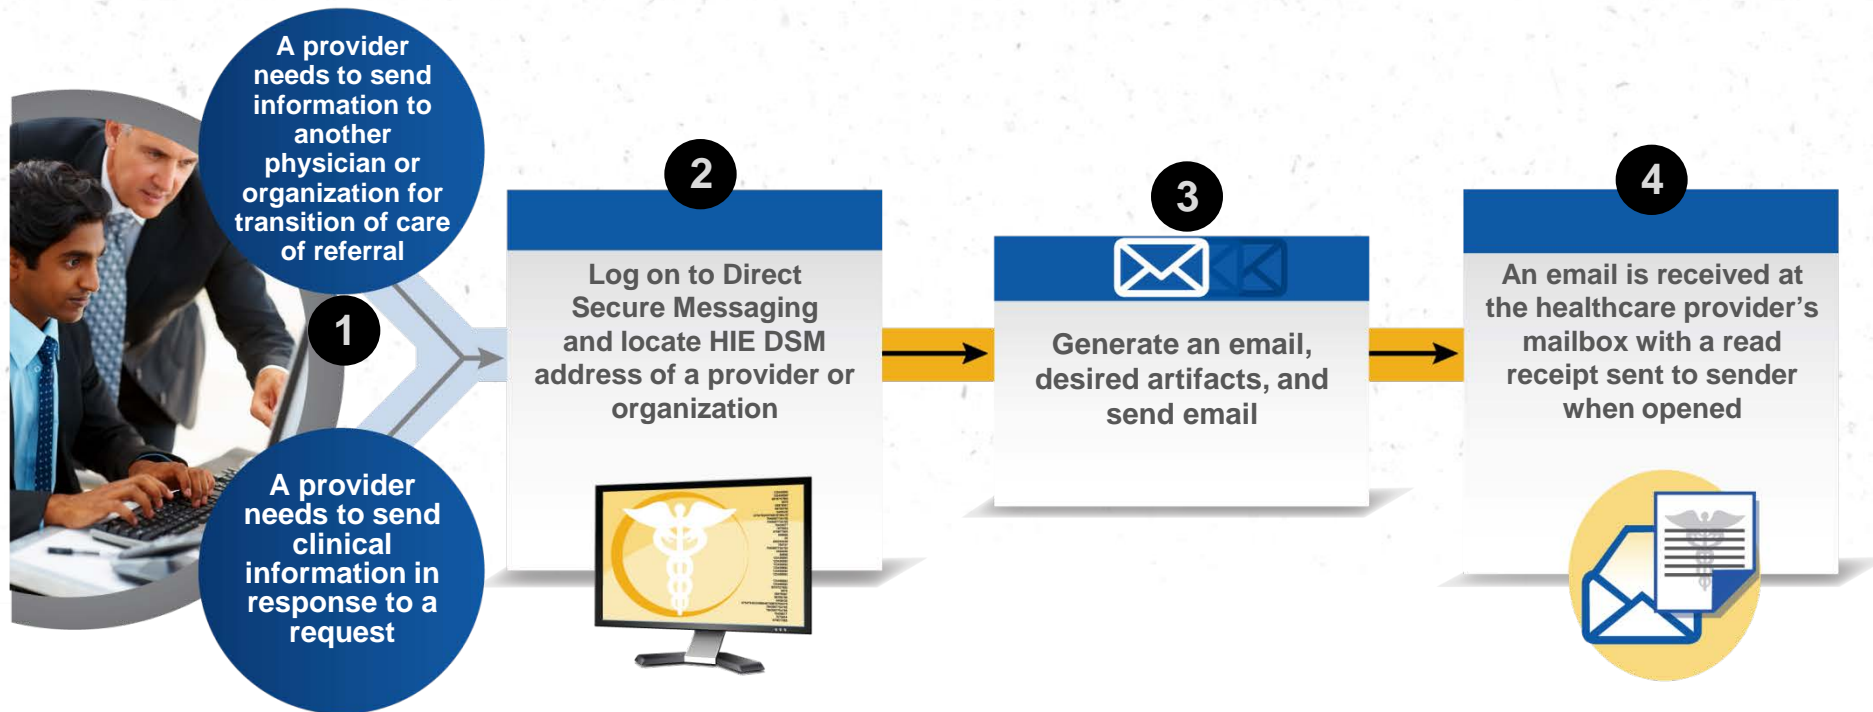 A provider
needs to send
information to
another
physician or
organization for
transition of care
of referral
1
A provider
needs to send
clinical
information in
response to a
request
2
Log on to Direct
Secure Messaging
and locate HIE DSM
address of a provider or
organization
3
Generate an email,
desired artifacts, and
send email
4
An email is received at
the healthcare provider’s
mailbox with a read
receipt sent to sender
when opened